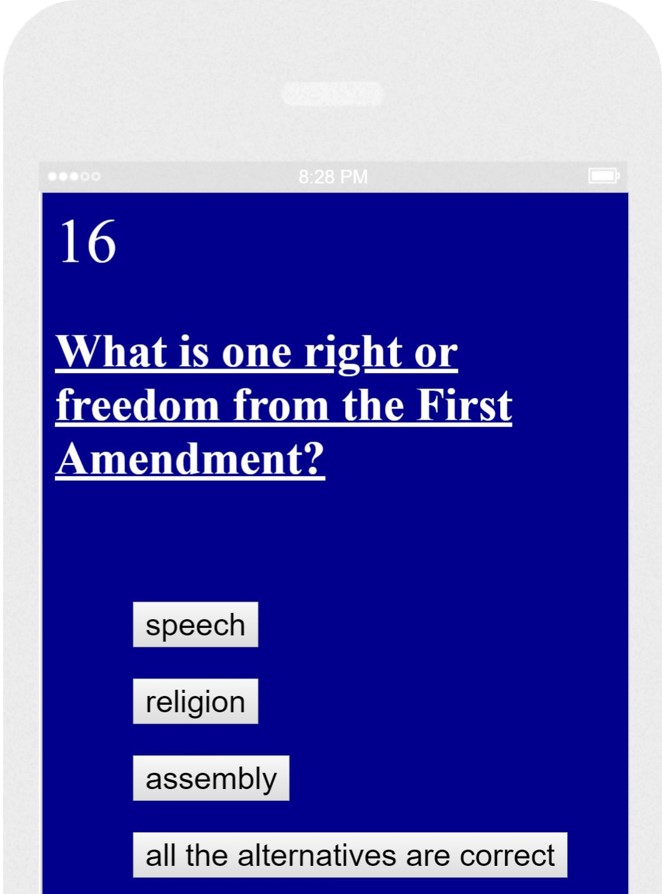 8:28 PM
16
What is one right or
freedom from the First
Amendment?
speech
religion
assembly
all the alternatives are correct